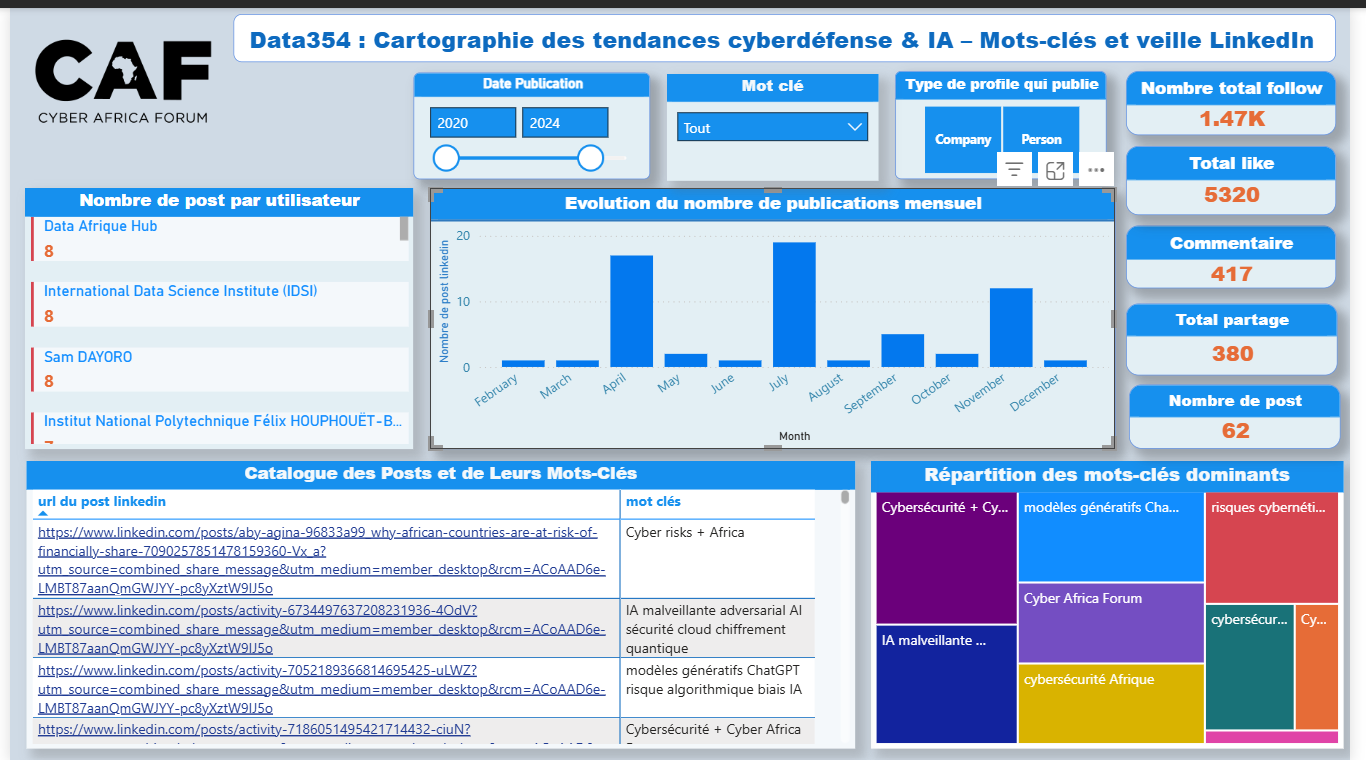 Data354 : Cartographie des tendances cyberdéfense & IA – Mots-clés et veille LinkedIn
CAF
CYBER AFRICA FORUM
Date Publication
2020
2024
Mot clé
Tout
Type de profile qui publie
Company
Person
Nombre total follow
1.47K
Total like
5320
Commentaire
417
Total partage
380
Nombre de post
62
Nombre de post par utilisateur
Data Afrique Hub
8
International Data Science Institute (IDSI)
8
Sam DAYORO
8
Institut National Polytechnique Félix HOUPHOUËT-B...
Evolution du nombre de publications mensuel
Nombre de post linkedin
20
10
0
February
March
April
May
June
July
August
September
October
November
December
Month
Catalogue des Posts et de Leurs Mots-Clés
url du post linkedin
mot clés
https://www.linkedin.com/posts/aby-agina-96833a99_why-african-countries-are-at-risk-of-
financially-share-7090257851478159360-Vx_a?
utm_source=combined_share_message&utm_medium=member_desktop&rcm=ACoAAD6e-
LMBT87aanQmGWJYY-pc8yXztW9IJ5o
Cyber risks + Africa
https://www.linkedin.com/posts/activity-6734497637208231936-4OdV?
utm_source=combined_share_message&utm_medium=member_desktop&rcm=ACoAAD6e-
LMBT87aanQmGWJYY-pc8yXztW9IJ5o
IA malveillante adversarial AI
sécurité cloud chiffrement
quantique
https://www.linkedin.com/posts/activity-7052189366814695425-uLWZ?
utm_source=combined_share_message&utm_medium=member_desktop&rcm=ACoAAD6e-
LMBT87aanQmGWJYY-pc8yXztW9IJ5o
modèles génératifs ChatGPT
risque algorithmique biais IA
https://www.linkedin.com/posts/activity-7186051495421714432-ciuN?
Cybersécurité + Cyber Africa
Répartition des mots-clés dominants
Cybersécurité + Cy...
modèles génératifs Cha...
risques cybernéti...
Cyber Africa Forum
cybersécur...
Cy...
IA malveillante ...
cybersécurité Afrique